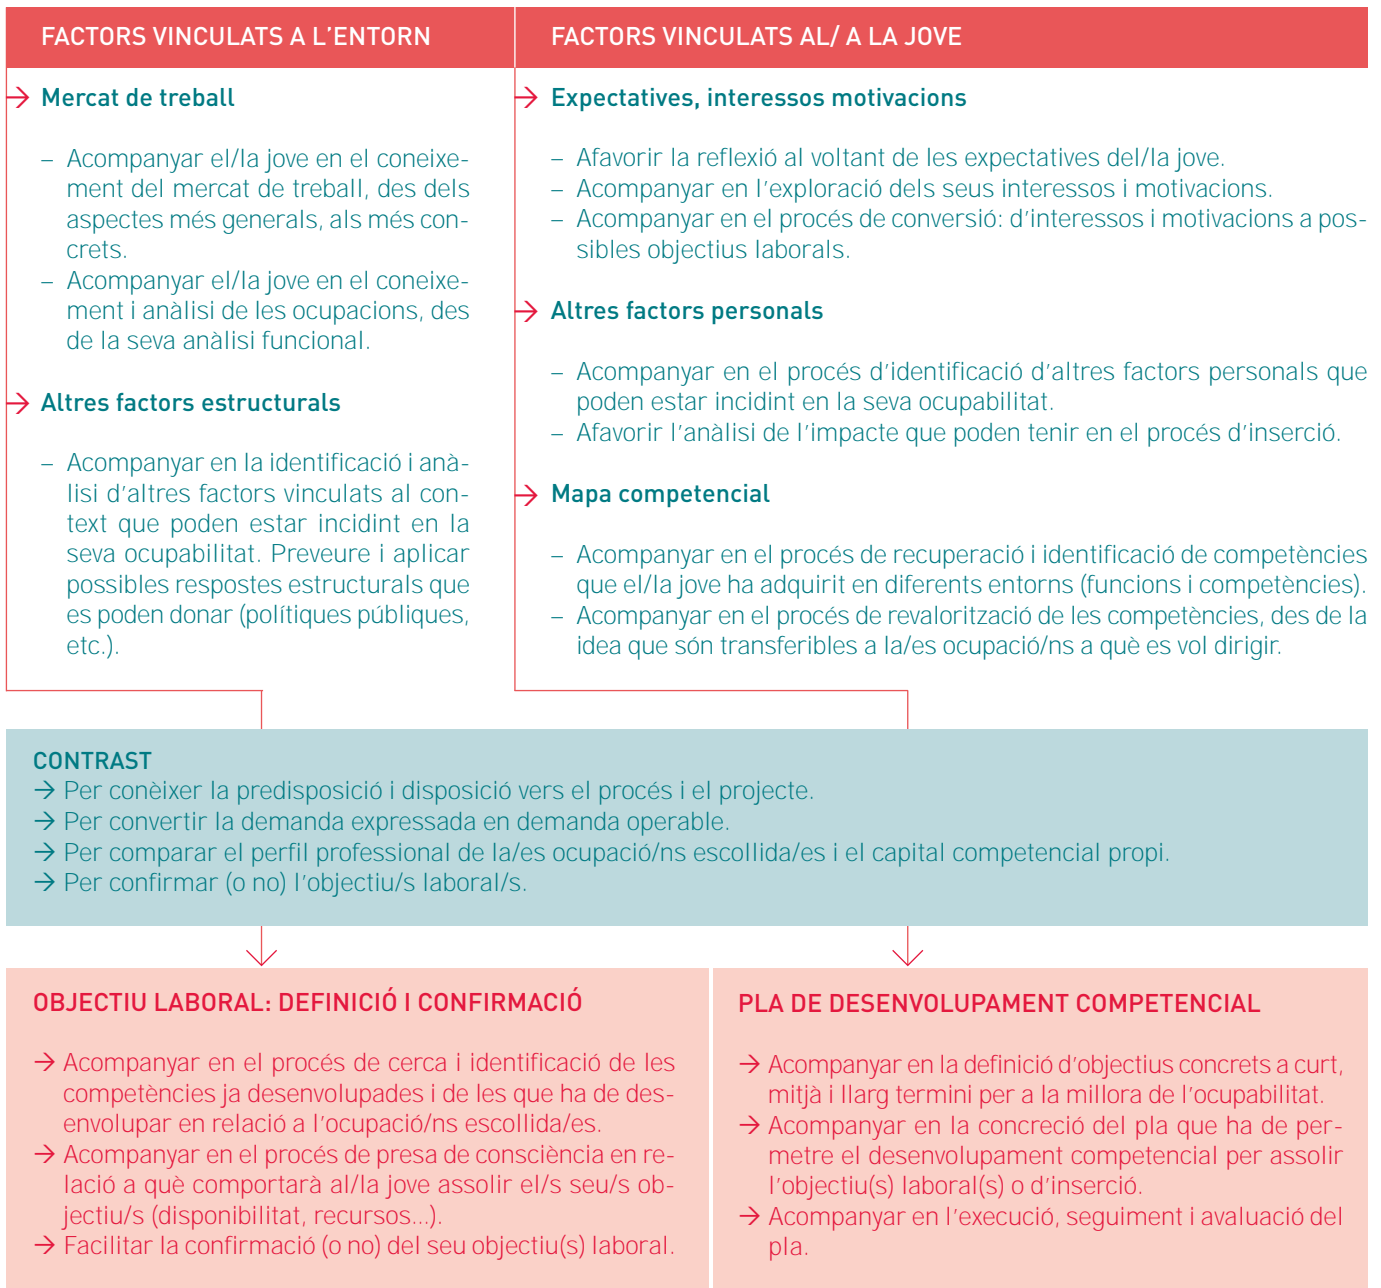 FACTORS VINCULATS A L'ENTORN
→ Mercat de treball
– Acompanyar el/la jove en el coneixe-
ment del mercat de treball, des dels
aspectes més generals, als més con-
crets.
– Acompanyar el/la jove en el coneixe-
ment i anàlisi de les ocupacions, des
de la seva anàlisi funcional.
→ Altres factors estructurals
– Acompanyar en la identificació i anà-
lisi d'altres factors vinculats al con-
text que poden estar incidint en la
seva ocupabilitat. Preveure i aplicar
possibles respostes estructurals que
es poden donar (polítiques públiques,
etc.).
FACTORS VINCULATS AL/ A LA JOVE
→ Expectatives, interessos motivacions
– Afavorir la reflexió al voltant de les expectatives del/la jove.
– Acompanyar en l'exploració dels seus interessos i motivacions.
– Acompanyar en el procés de conversió: d'interessos i motivacions a pos-
sibles objectius laborals.
→ Altres factors personals
– Acompanyar en el procés d'identificació d'altres factors personals que
poden estar incidint en la seva ocupabilitat.
– Afavorir l'anàlisi de l'impacte que poden tenir en el procés d'inserció.
→ Mapa competencial
– Acompanyar en el procés de recuperació i identificació de competències
que el/la jove ha adquirit en diferents entorns (funcions i competències).
– Acompanyar en el procés de revalorització de les competències, des de la
idea que són transferibles a la/es ocupació/ns a què es vol dirigir.
CONTRAST
→ Per conèixer la predisposició i disposició vers el procés i el projecte.
→ Per convertir la demanda expressada en demanda operable.
→ Per comparar el perfil professional de la/es ocupació/ns escollida/es i el capital competencial propi.
→ Per confirmar (o no) l'objectiu/s laboral/s.
OBJECTIU LABORAL: DEFINICIÓ I CONFIRMACIÓ
→ Acompanyar en el procés de cerca i identificació de les
competències ja desenvolupades i de les que ha de des-
envolupar en relació a l'ocupació/ns escollida/es.
→ Acompanyar en el procés de presa de consciència en re-
lació a què comportarà al/la jove assolir el/s seu/s ob-
jectiu/s (disponibilitat, recursos...).
→ Facilitar la confirmació (o no) del seu objectiu(s) laboral.
PLA DE DESENVOLUPAMENT COMPETENCIAL
→ Acompanyar en la definició d'objectius concrets a curt,
mitjà i llarg termini per a la millora de l'ocupabilitat.
→ Acompanyar en la concreció del pla que ha de per-
metre el desenvolupament competencial per assolir
l'objectiu(s) laboral(s) o d'inserció.
→ Acompanyar en l'execució, seguiment i avaluació del
pla.